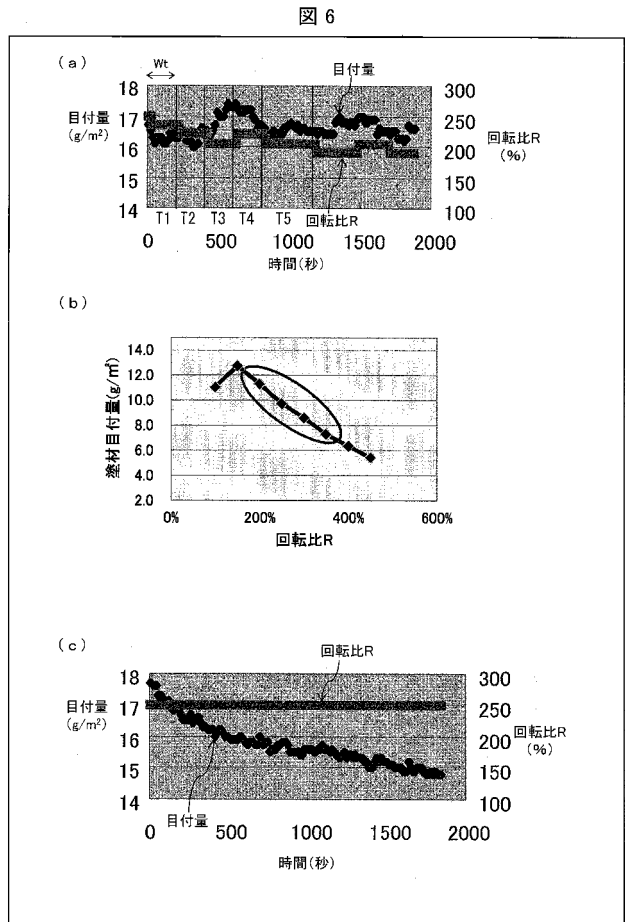 図 6
(a)
Wt
目付量
18
300
目付量
(g/m²)
17
250
回転比R
(%)
16
200
15
150
14
100
T1 T2 T3 T4 T5
回転比R
0 500 1000 1500 2000
時間(秒)
(b)
塗材目付量(g/㎡)
14.0
12.0
10.0
8.0
6.0
4.0
2.0
0% 200% 400% 600%
回転比R
(c)
回転比R
18
300
目付量
(g/m²)
17
250
16
200
回転比R
(%)
15
150
14
100
目付量
0 500 1000 1500 2000
時間(秒)